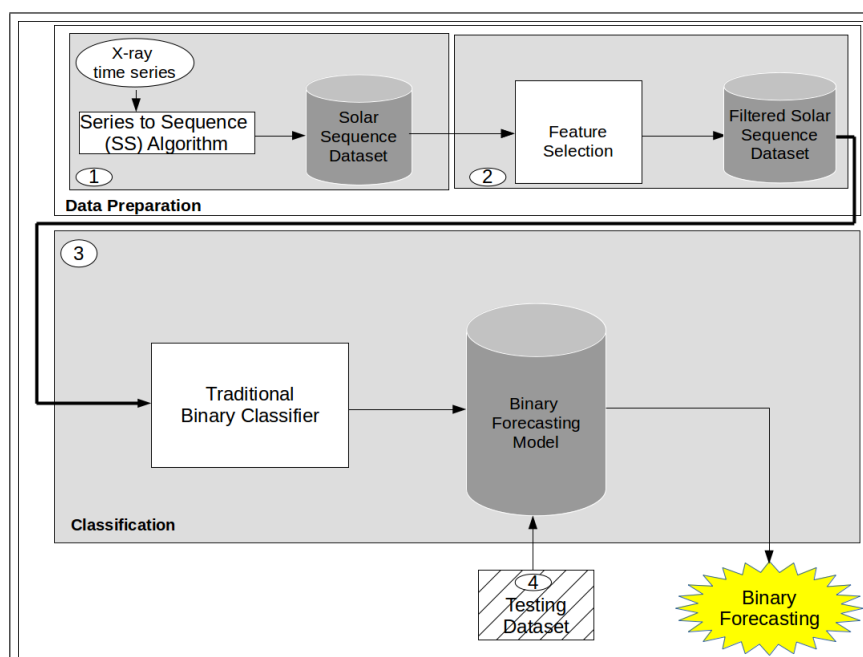 X-ray
time series
Series to Sequence
(SS) Algorithm
Solar
Sequence
Dataset
1
Feature
Selection
Filtered Solar
Sequence
Dataset
2
Data Preparation
3
Traditional
Binary Classifier
Binary
Forecasting
Model
Classification
4
Testing
Dataset
Binary
Forecasting